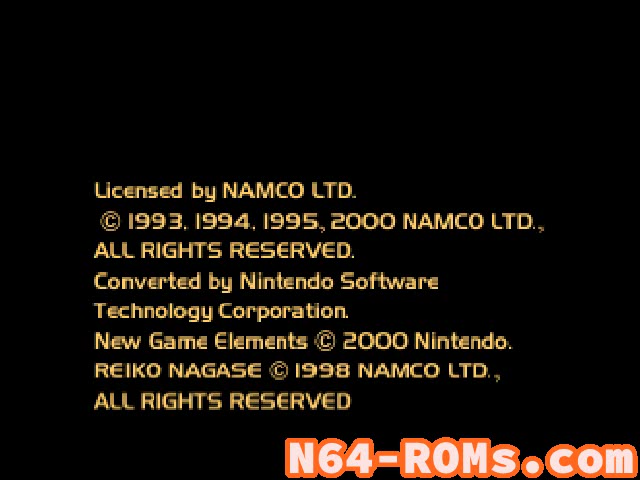 Licensed by NAMCO LTD.
© 1993, 1994, 1995, 2000 NAMCO LTD.,
ALL RIGHTS RESERVED.
Converted by Nintendo Software
Technology Corporation.
New Game Elements © 2000 Nintendo.
REIKO NAGASE © 1998 NAMCO LTD.,
ALL RIGHTS RESERVED
N64-ROMs.com